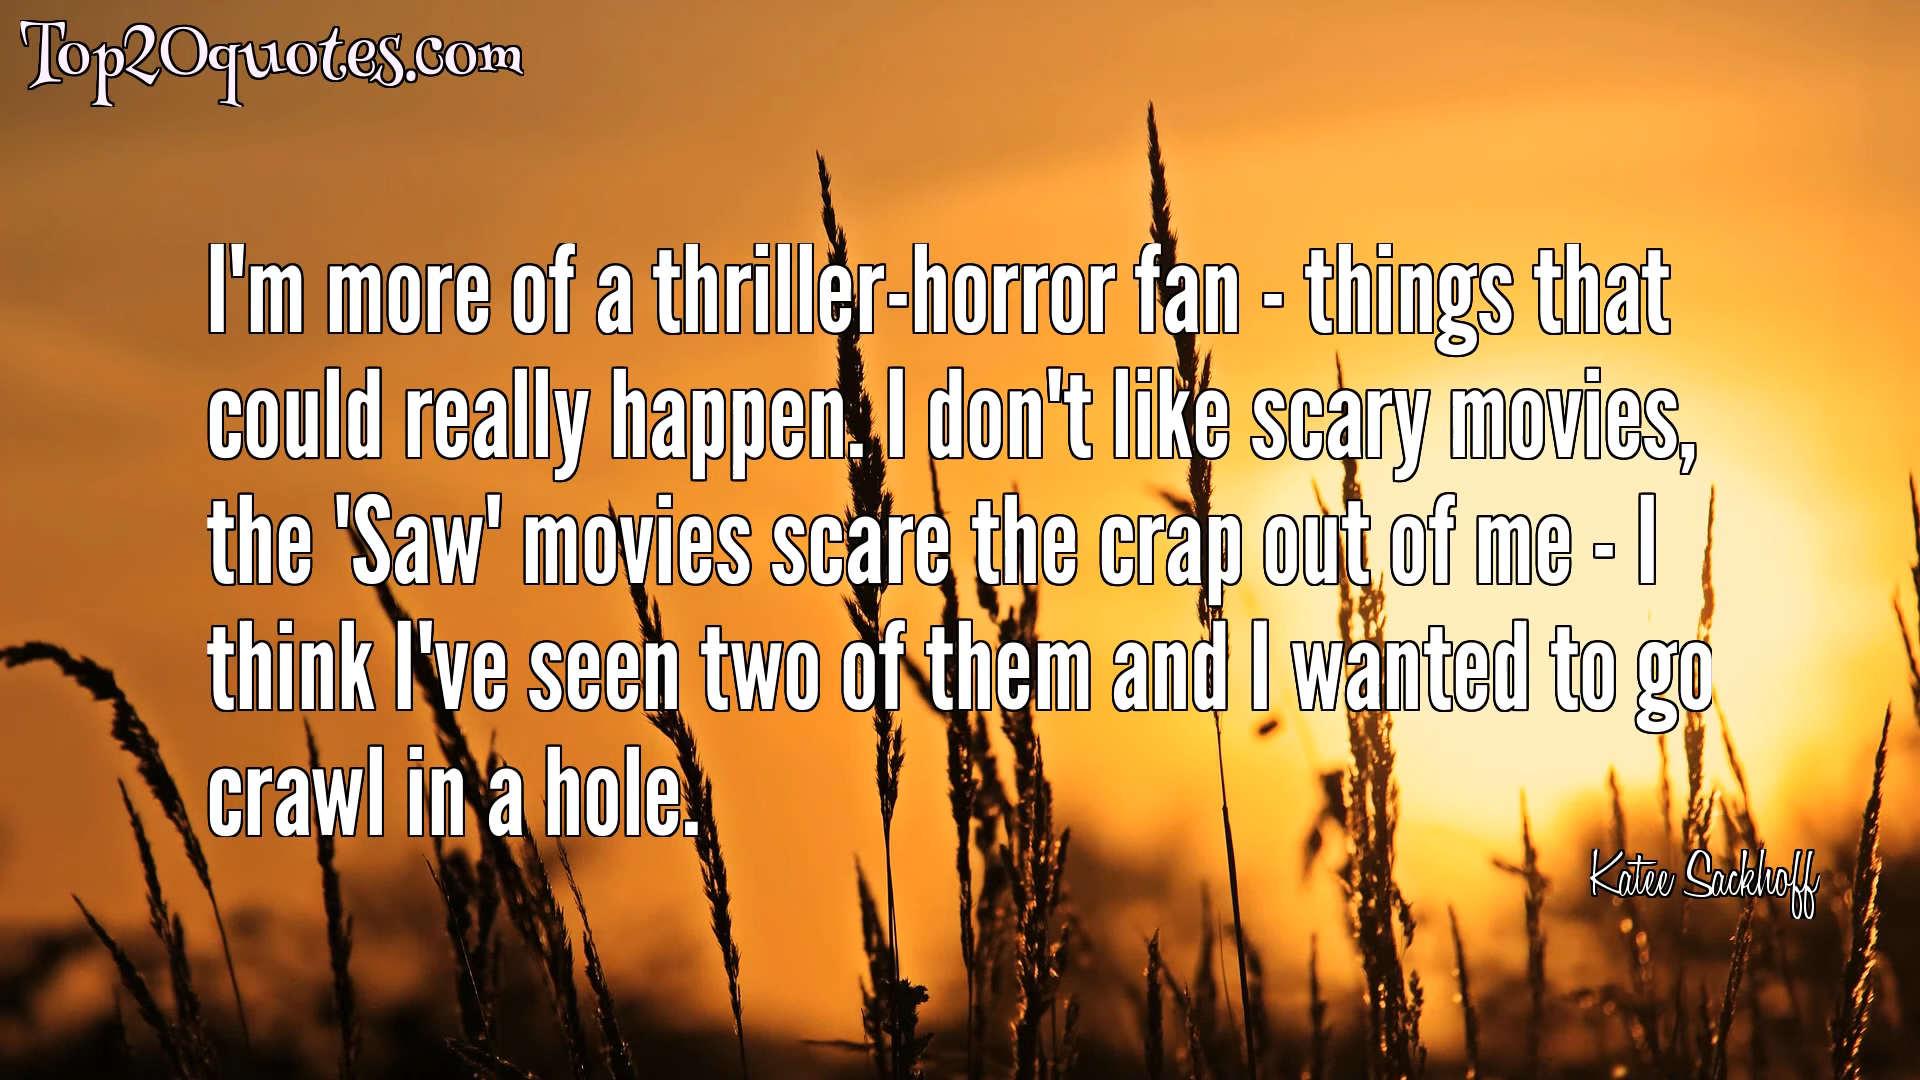 Top20quotes.com
I'm more of a thriller-horror fan - things that
could really happen. I don't like scary movies,
the 'Saw' movies scare the crap out of me - I
think I've seen two of them and I wanted to go
crawl in a hole.
Katee Sackhoff